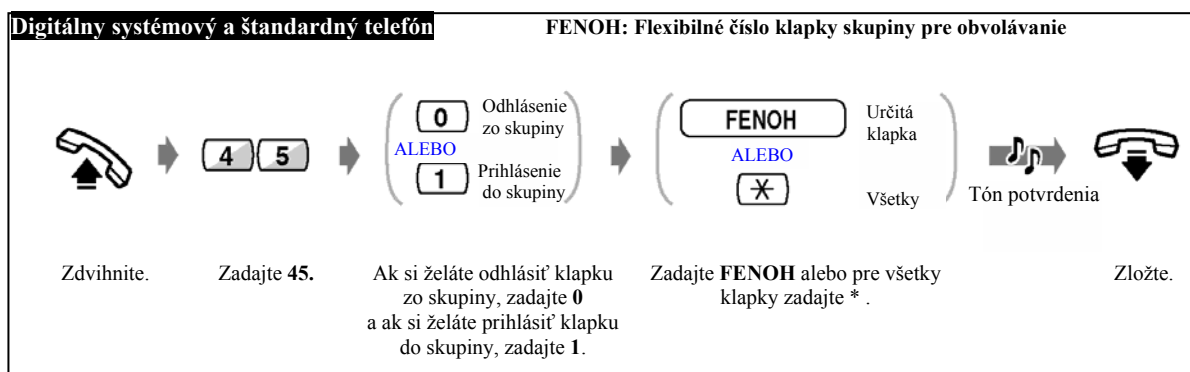 Digitálny systémový a štandardný telefón
FENOH: Flexibilné číslo klapky skupiny pre obvolávanie
4 5
0
Odhlásenie
zo skupiny
ALEBO
1
Prihlásenie
do skupiny
FENOH
Určitá
klapka
ALEBO
*
Všetky
Tón potvrdenia
Zdvihnite.
Zadajte 45.
Ak si želáte odhlásiť klapku
zo skupiny, zadajte 0
a ak si želáte prihlásiť klapku
do skupiny, zadajte 1.
Zadajte FENOH alebo pre všetky
klapky zadajte * .
Zložte.